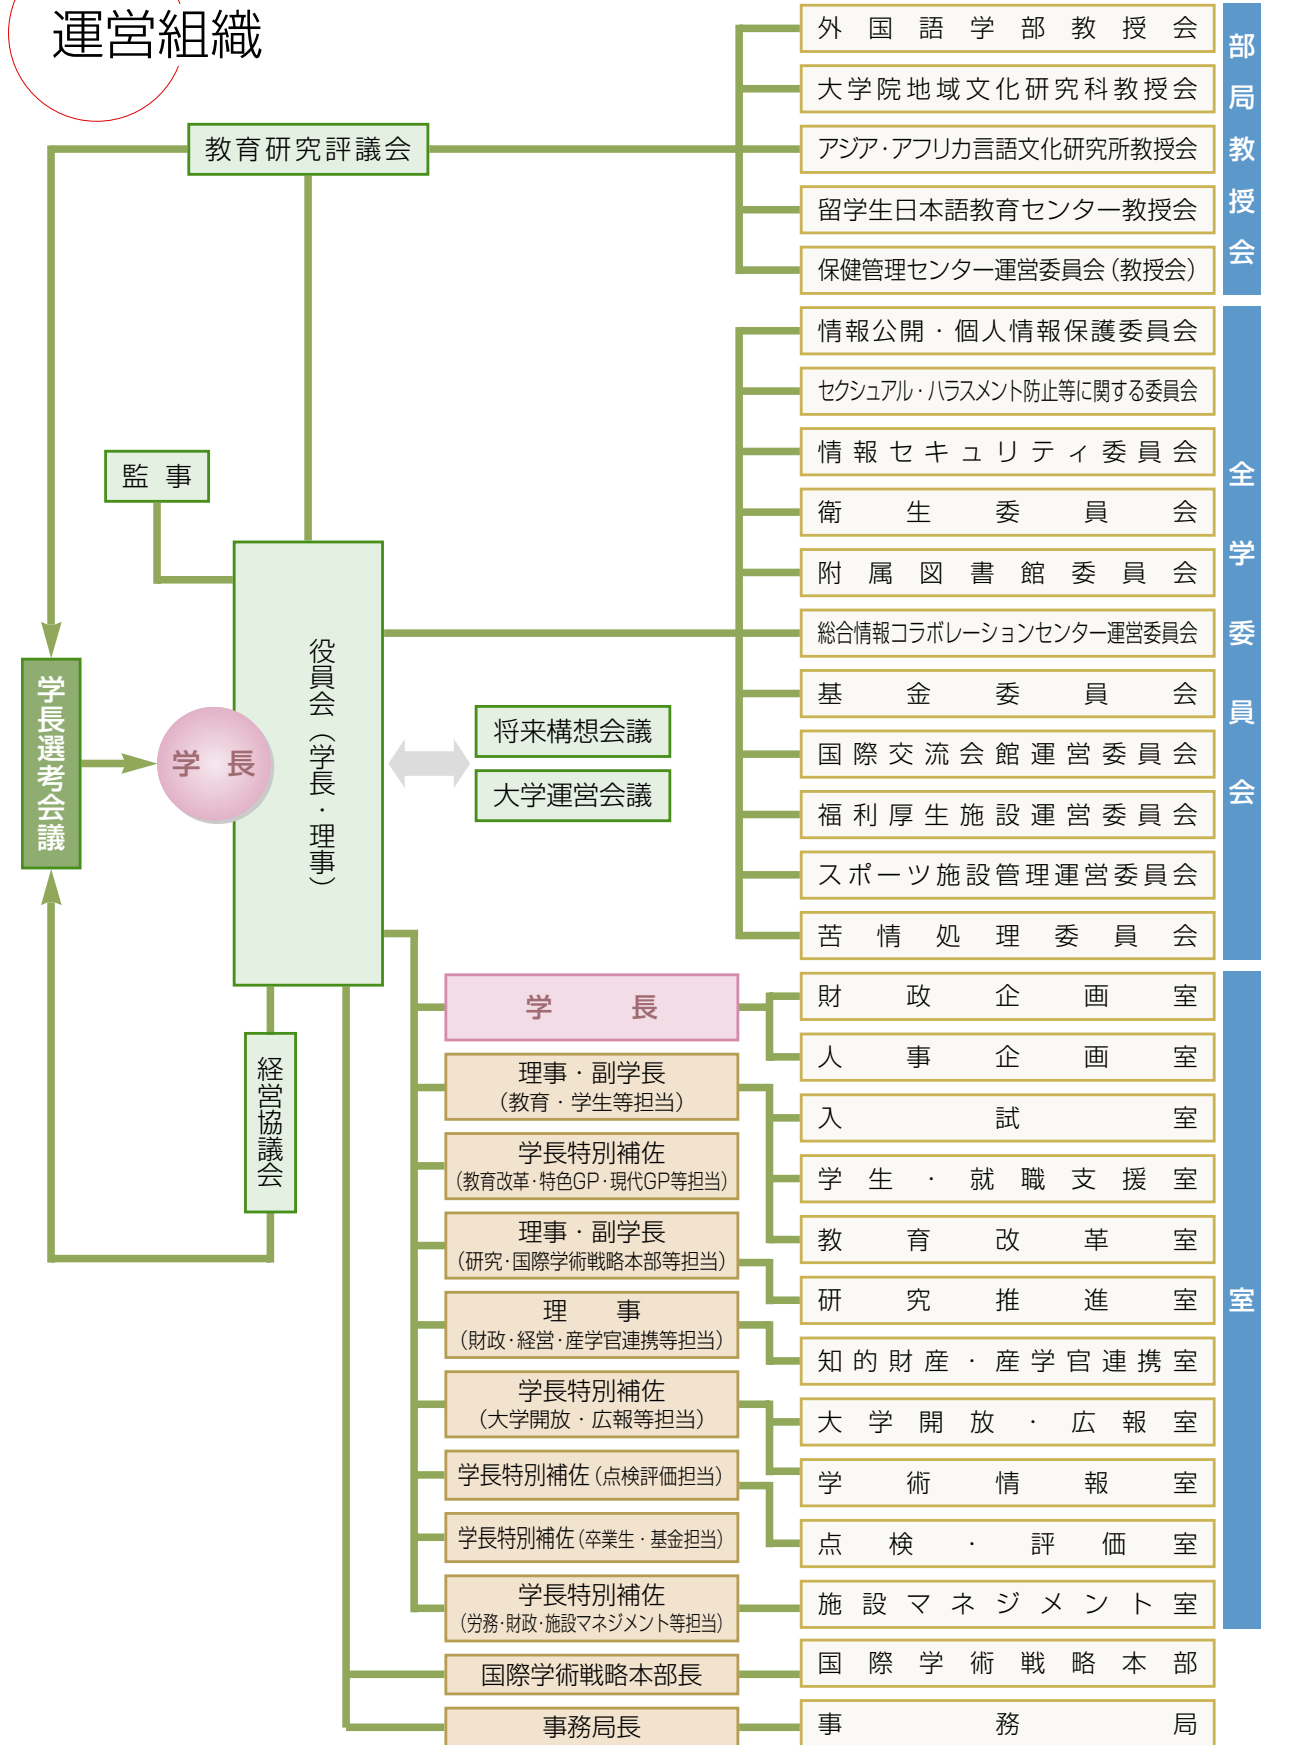 運営組織
教育研究評議会
監事
学長選考会議
学長
役員会（学長・理事）
将来構想会議
大学運営会議
経営協議会
外国語学部教授会
大学院地域文化研究科教授会
アジア・アフリカ言語文化研究所教授会
留学生日本語教育センター教授会
保健管理センター運営委員会（教授会）
部局教授会
情報公開・個人情報保護委員会
セクシュアル・ハラスメント防止等に関する委員会
情報セキュリティ委員会
衛生委員会
附属図書館委員会
総合情報コラボレーションセンター運営委員会
基金委員会
国際交流会館運営委員会
福利厚生施設運営委員会
スポーツ施設管理運営委員会
苦情処理委員会
全学委員会
学長
理事・副学長
（教育・学生等担当）
学長特別補佐
（教育改革・特色GP・現代GP等担当）
理事・副学長
（研究・国際学術戦略本部等担当）
理事
（財政・経営・産学官連携等担当）
学長特別補佐
（大学開放・広報等担当）
学長特別補佐（点検評価担当）
学長特別補佐（卒業生・基金担当）
学長特別補佐
（労務・財政・施設マネジメント等担当）
国際学術戦略本部長
事務局長
財政企画室
人事企画室
入試室
学生・就職支援室
教育改革室
研究推進室
知的財産・産学官連携室
大学開放・広報室
学術情報室
点検・評価室
施設マネジメント室
室
国際学術戦略本部
事務局